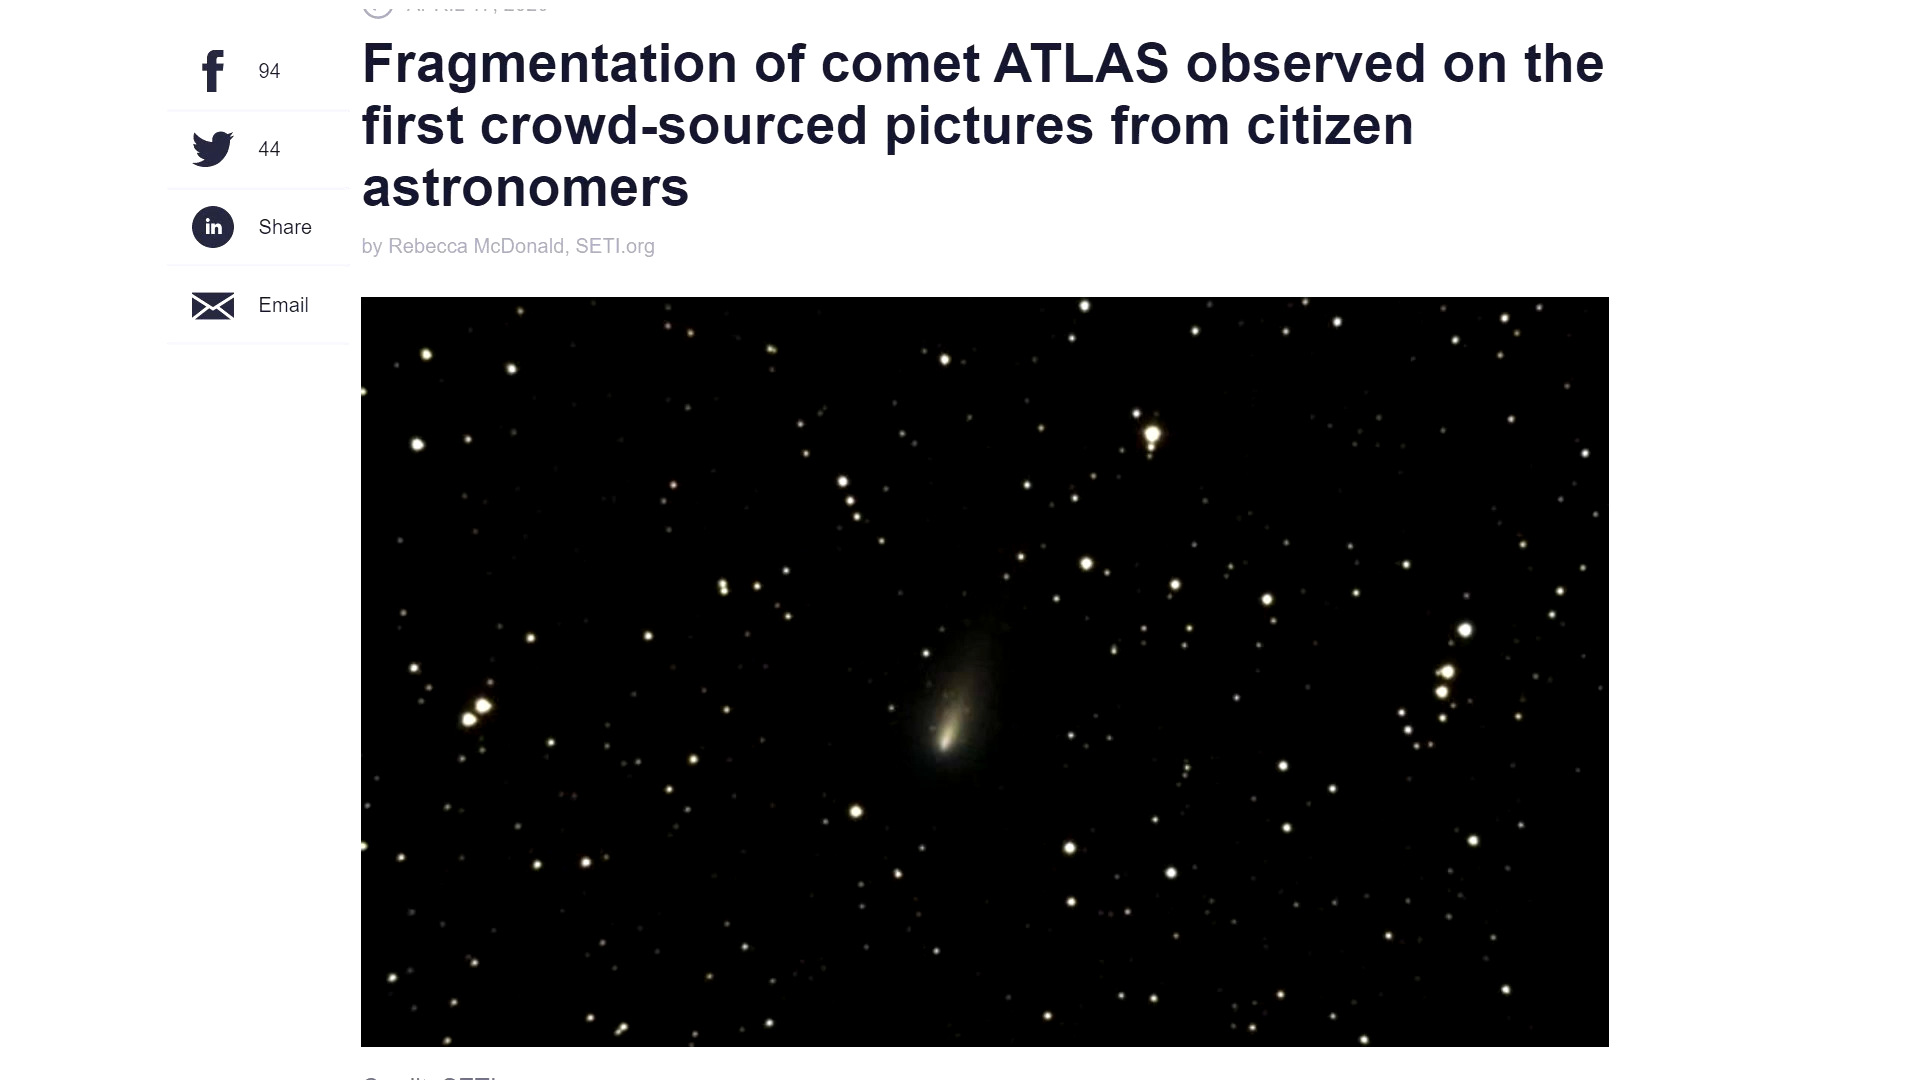 Fragmentation of comet ATLAS observed on the
first crowd-sourced pictures from citizen
astronomers
by Rebecca McDonald, SETI.org
94
44
Share
Email